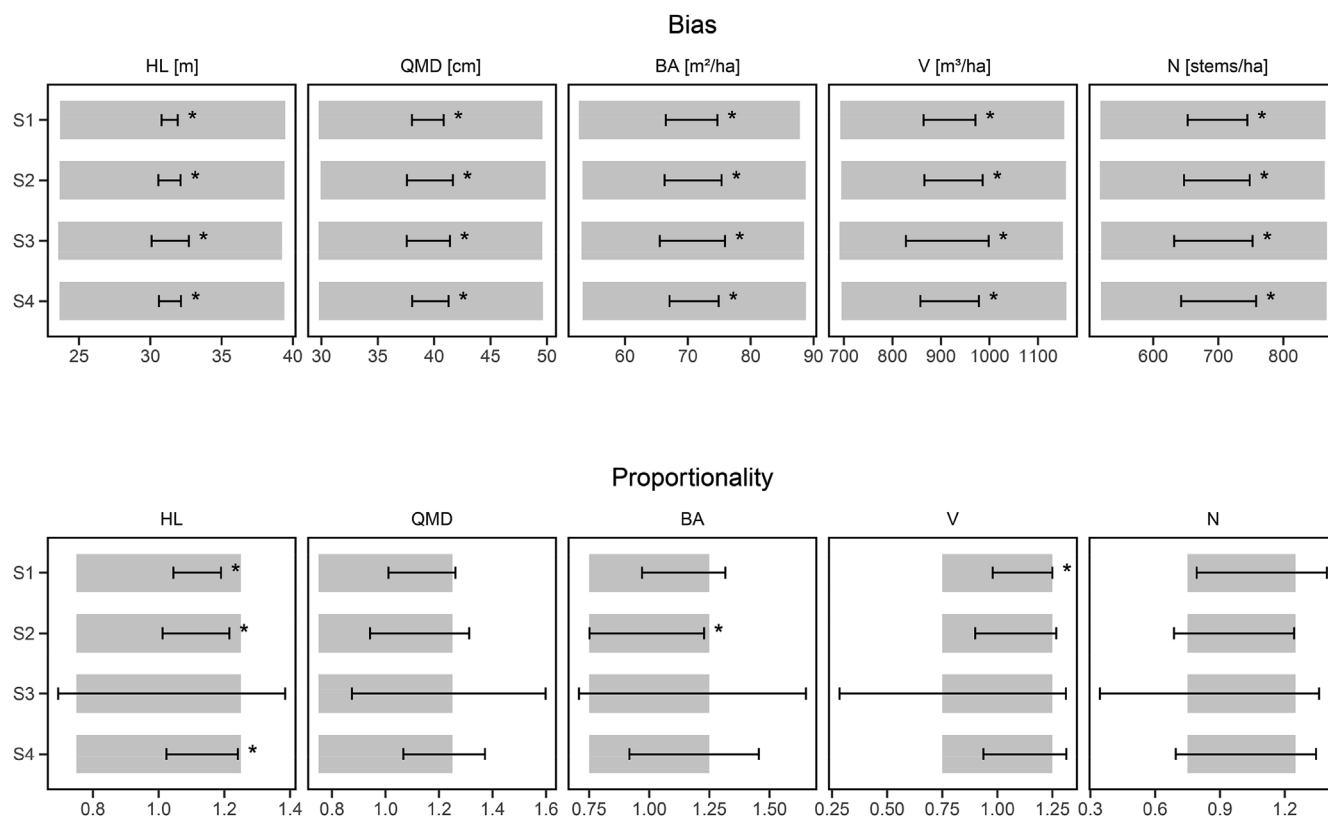 Bias
HL [m] QMD [cm] BA [m²/ha] V [m³/ha] N [stems/ha]
S1 * * * * *
S2 * * * * *
S3 * * * * *
S4 * * * * *
25 30 35 40 30 35 40 45 50 60 70 80 90 700 800 900 1000 1100 600 700 800
Proportionality
HL QMD BA V N
S1 * *
S2 * *
S3
S4 *
0.8 1.0 1.2 1.4 0.8 1.0 1.2 1.4 1.6 0.75 1.00 1.25 1.50 0.25 0.50 0.75 1.00 1.25 0.3 0.6 0.9 1.2